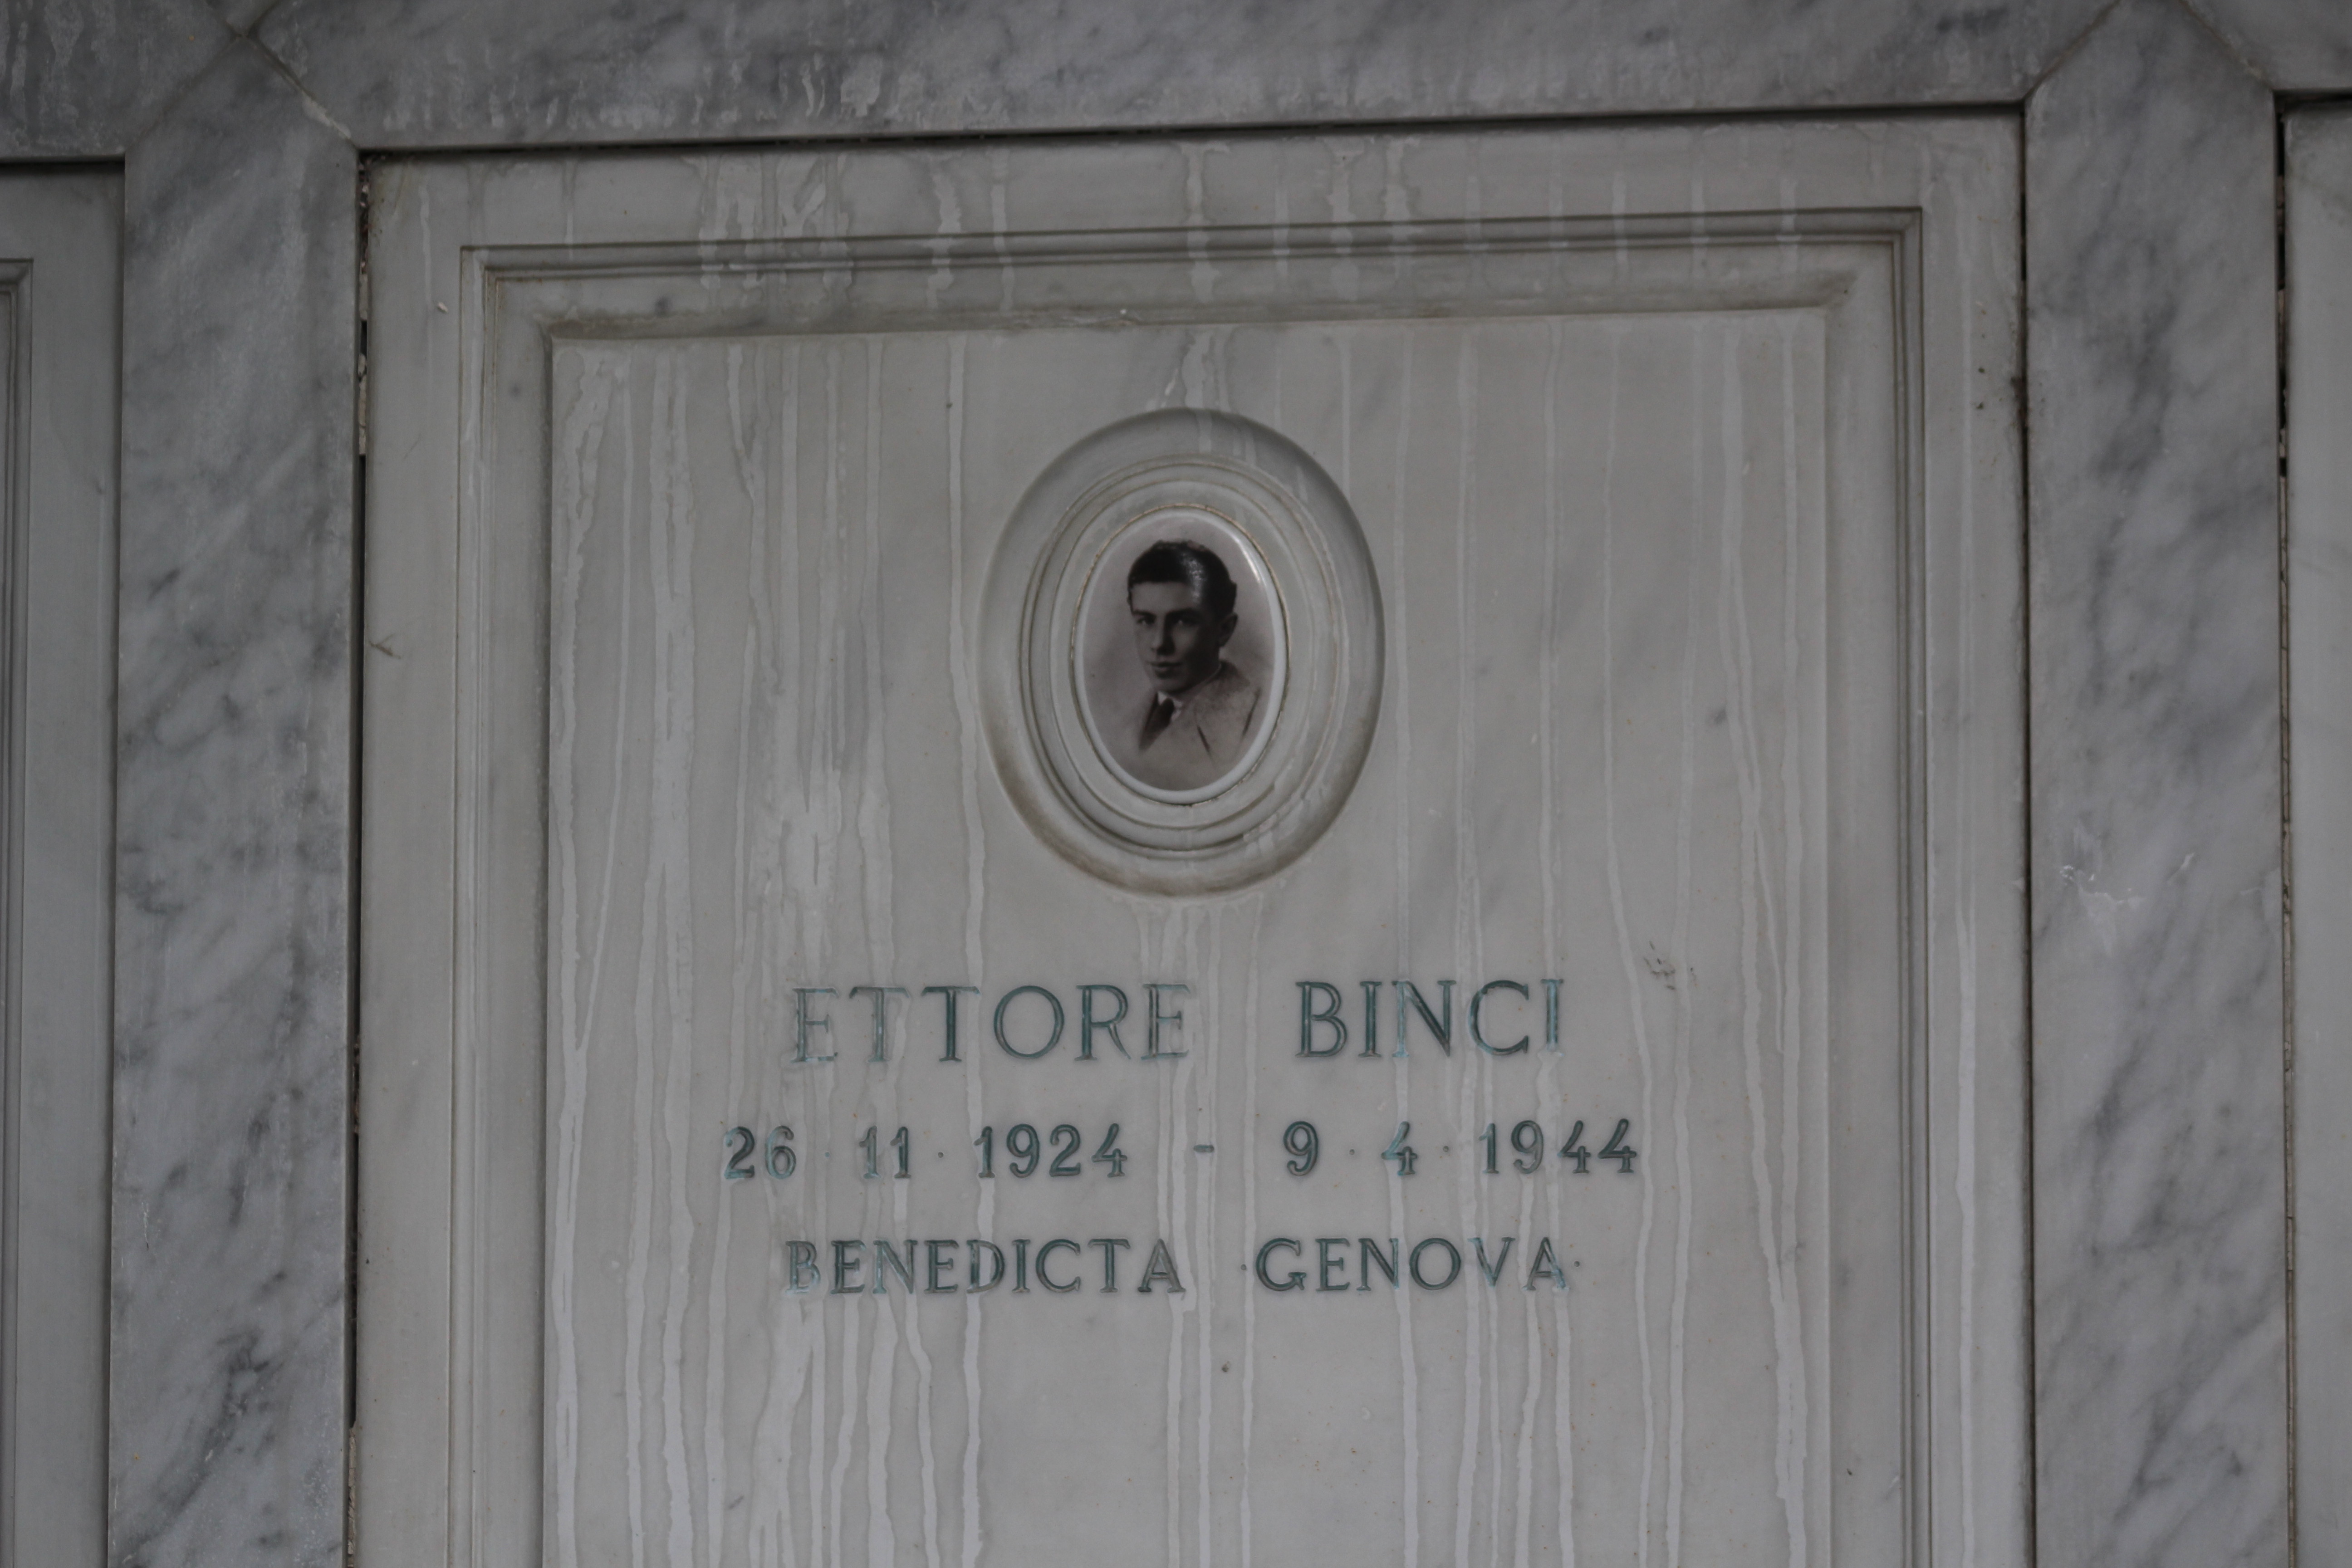 ETTORE BINCI
26 · 11 · 1924 - 9 · 4 · 1944
BENEDICTA · GENOVA ·